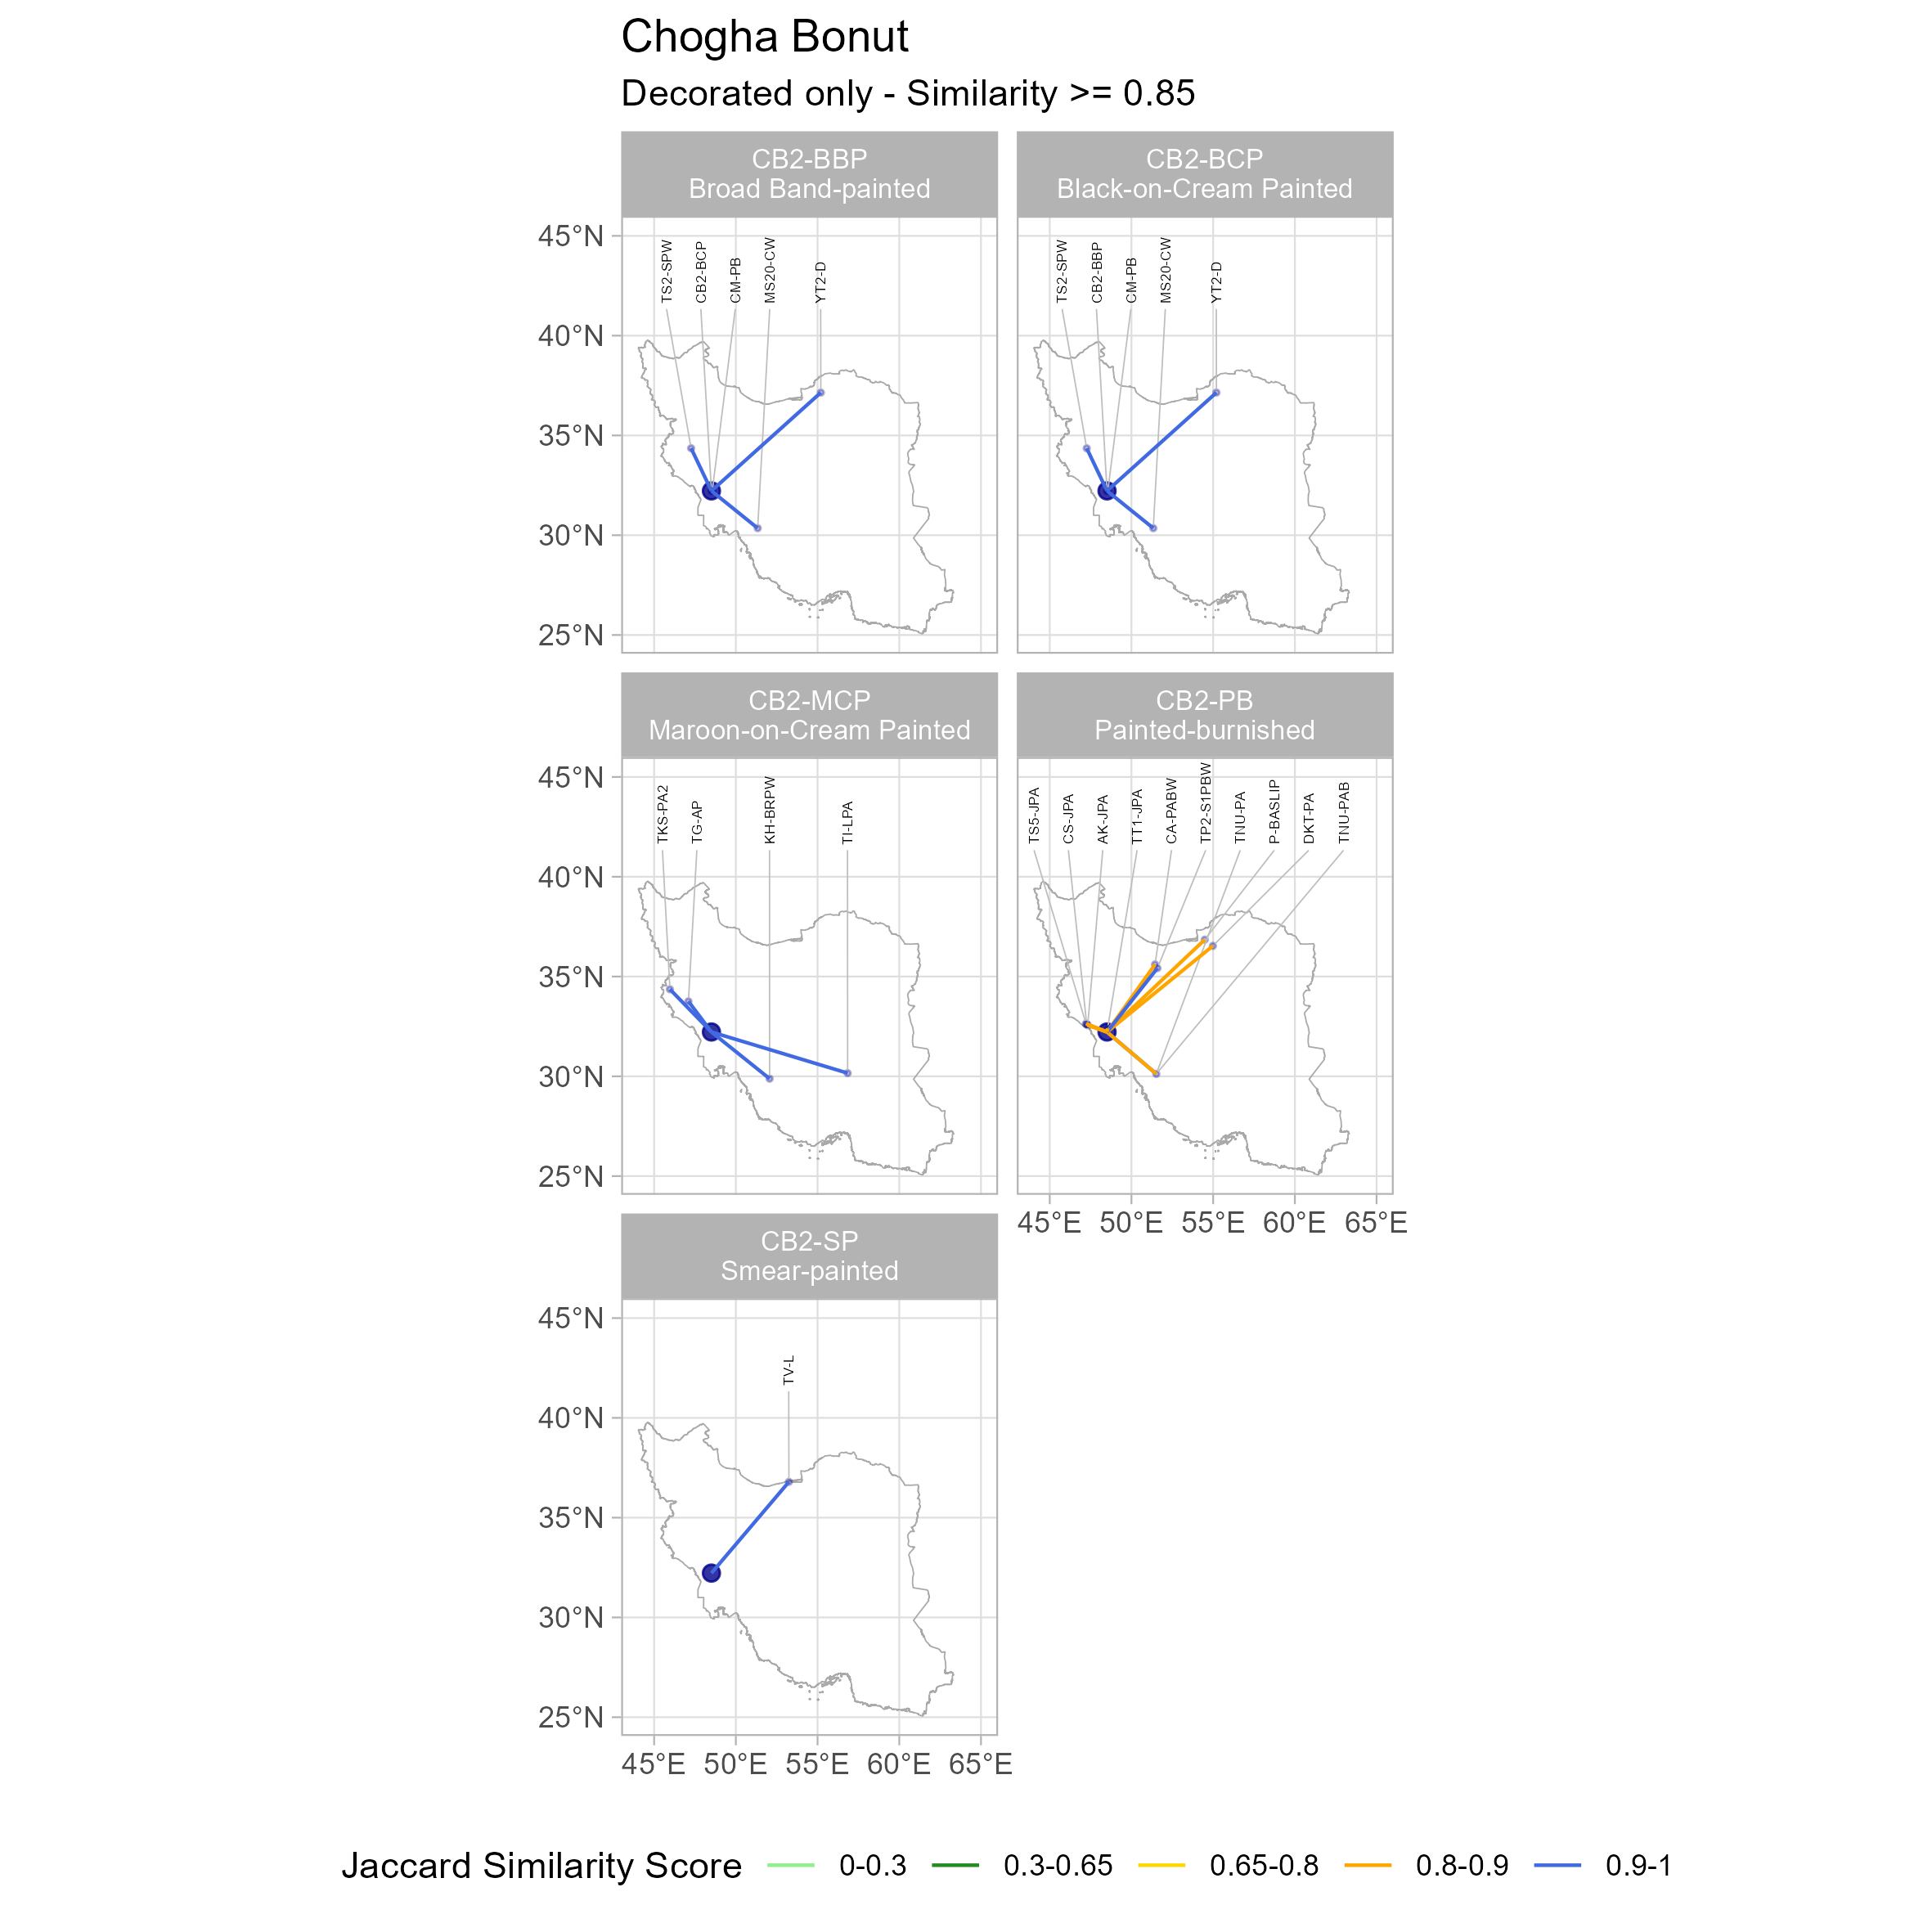 Chogha Bonut
Decorated only - Similarity >= 0.85
CB2-BBP
Broad Band-painted
CB2-BCP
Black-on-Cream Painted
45°N
40°N
35°N
30°N
25°N
TS2-SPW
CB2-BCP
CM-PB
MS20-CW
YT2-D
TS2-SPW
CB2-BBP
CM-PB
MS20-CW
YT2-D
CB2-MCP
Maroon-on-Cream Painted
CB2-PB
Painted-burnished
45°N
40°N
35°N
30°N
25°N
TKS-PA2
TG-AP
KH-BRPW
TI-LPA
TS5-JPA
CS-JPA
AK-JPA
TT1-JPA
CA-PABW
TP2-S1PBW
TNU-PA
P-BASLIP
DKT-PA
TNU-PAB
45°E 50°E 55°E 60°E 65°E
CB2-SP
Smear-painted
45°N
40°N
35°N
30°N
25°N
TV-L
45°E 50°E 55°E 60°E 65°E
Jaccard Similarity Score 0-0.3 0.3-0.65 0.65-0.8 0.8-0.9 0.9-1